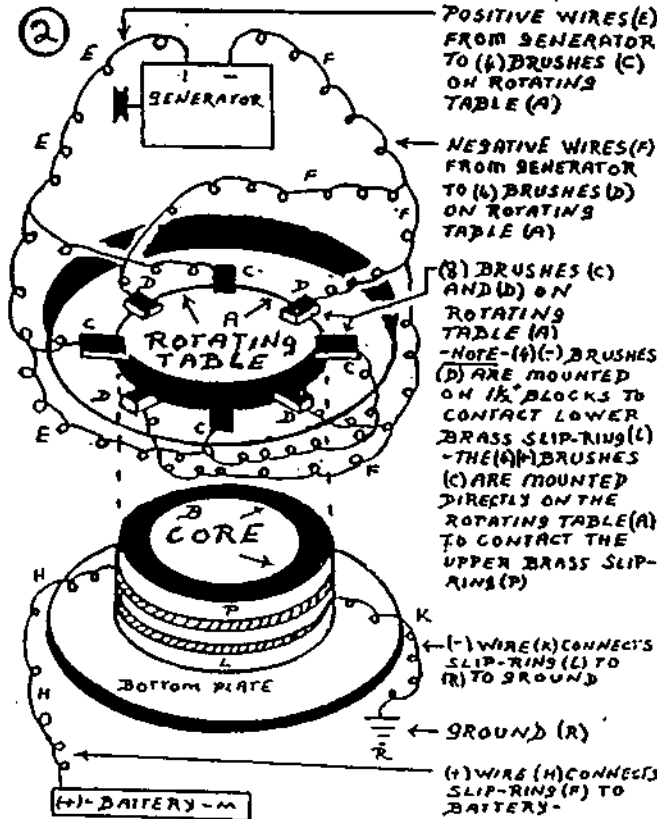 2
POSITIVE WIRES(E)
FROM GENERATOR
TO (4) BRUSHES (C)
ON ROTATING
TABLE (A)
NEGATIVE WIRES(F)
FROM GENERATOR
TO (4) BRUSHES (D)
ON ROTATING
TABLE (A)
(8) BRUSHES (C)
AND (D) ON
ROTATING
TABLE (A)
-NOTE-(4)(-) BRUSHES
(D) ARE MOUNTED
ON 1½" BLOCKS TO
CONTACT LOWER
BRASS SLIP-RING(L)
-THE(4)(+)BRUSHES
(C) ARE MOUNTED
DIRECTLY ON THE
ROTATING TABLE(A)
TO CONTACT THE
UPPER BRASS SLIP-
RING(P)
(-) WIRE (K) CONNECTS
SLIP-RING (L) TO
(R) TO GROUND
GROUND (R)
(+) WIRE (H) CONNECTS
SLIP-RING (P) TO
BATTERY-
E
F
+
-
GENERATOR
E
F
F
D
C
D
A
C
ROTATING
TABLE
C
D
D
E
C
F
B
CORE
H
P
K
L
H
BOTTOM PLATE
H
R
(+)-BATTERY-M